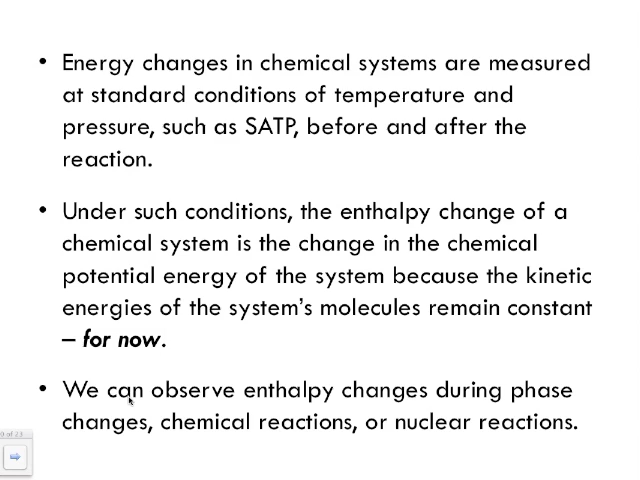 • Energy changes in chemical systems are measured
at standard conditions of temperature and
pressure, such as SATP, before and after the
reaction.
• Under such conditions, the enthalpy change of a
chemical system is the change in the chemical
potential energy of the system because the kinetic
energies of the system's molecules remain constant
– for now.
• We can observe enthalpy changes during phase
changes, chemical reactions, or nuclear reactions.
of 23